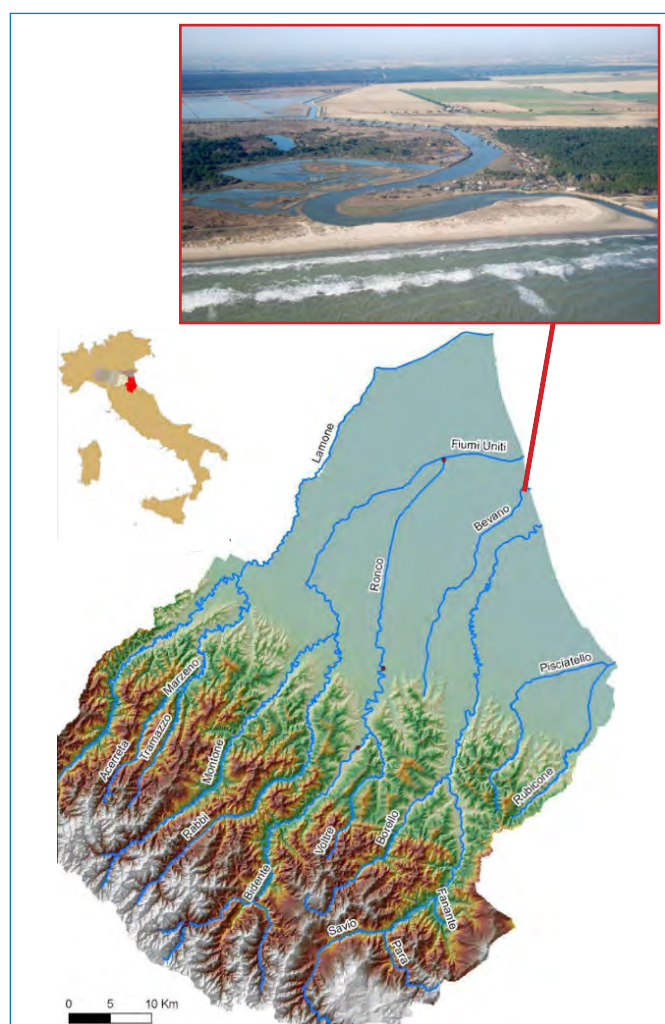 Lamone
Fiumi Uniti
Bevano
Ronco
Pisciatello
Marzeno
Tramazzo
Acerreta
Montone
Rabbi
Voltre
Borello
Rubicone
Bidente
Savio
Fanante
Para
0 5 10 Km